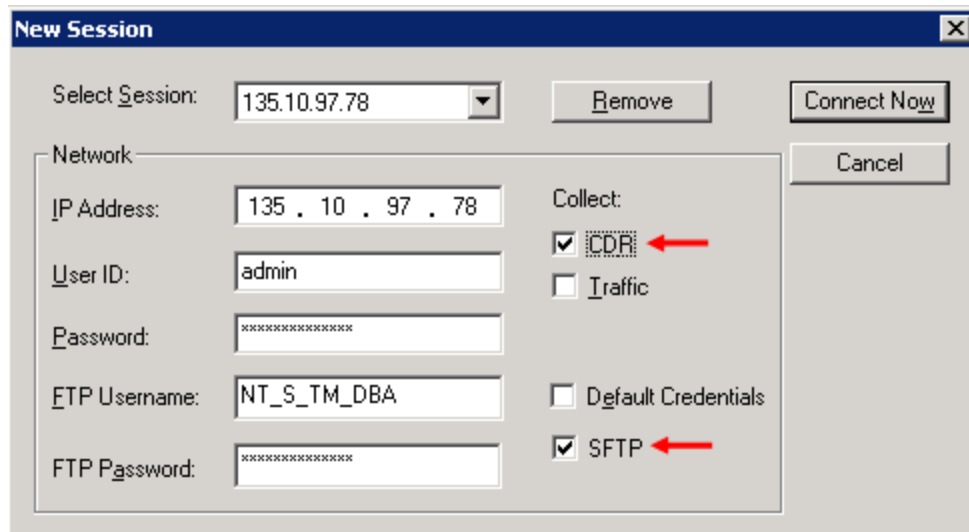 New Session
Select Session: 135.10.97.78 Remove Connect Now
Network Cancel
IP Address: 135 . 10 . 97 . 78 Collect:
CDR
User ID: admin
Traffic
Password: **************
FTP Username: NT_S_TM_DBA Default Credentials
SFTP
FTP Password: **************